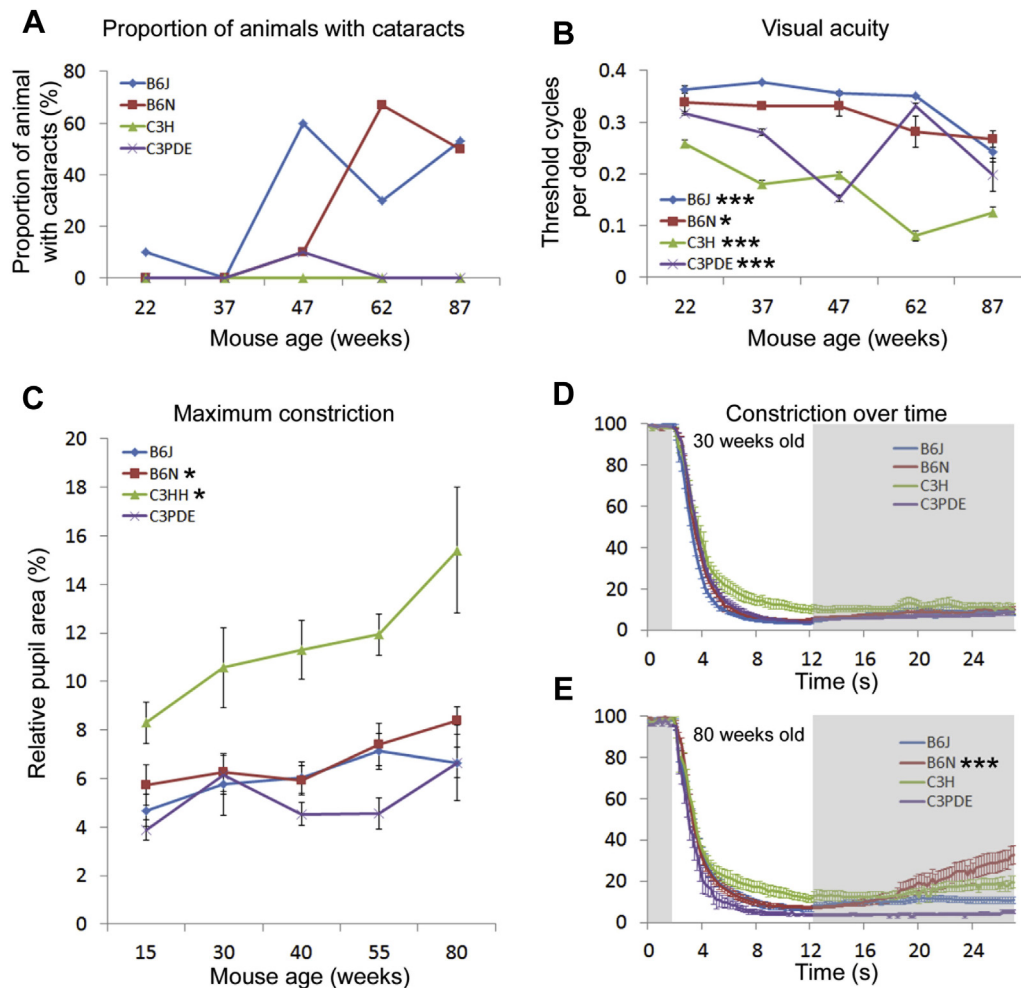 A
Proportion of animals with cataracts
Proportion of animal
with cataracts (%)
80
60
40
20
0
B6J
B6N
C3H
C3PDE
22 37 47 62 87
Mouse age (weeks)
B
Visual acuity
Threshold cycles
per degree
0.4
0.3
0.2
0.1
0
B6J ***
B6N *
C3H ***
C3PDE ***
22 37 47 62 87
Mouse age (weeks)
C
Maximum constriction
Relative pupil area (%)
20
18
16
14
12
10
8
6
4
2
0
B6J
B6N *
C3HH *
C3PDE
15 30 40 55 80
Mouse age (weeks)
D
Constriction over time
30 weeks old
100
80
60
40
20
0
B6J
B6N
C3H
C3PDE
0 4 8 12 16 20 24
Time (s)
E
80 weeks old
100
80
60
40
20
0
B6J
B6N ***
C3H
C3PDE
0 4 8 12 16 20 24
Time (s)